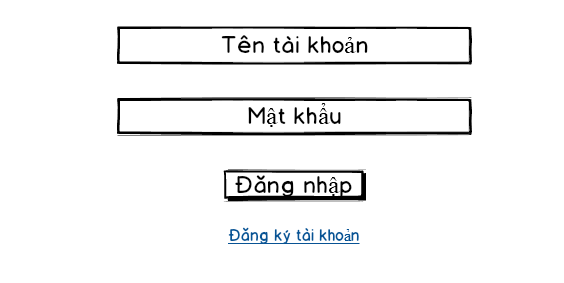 Tên tài khoản
Mật khẩu
Đăng nhập
Đăng ký tài khoản